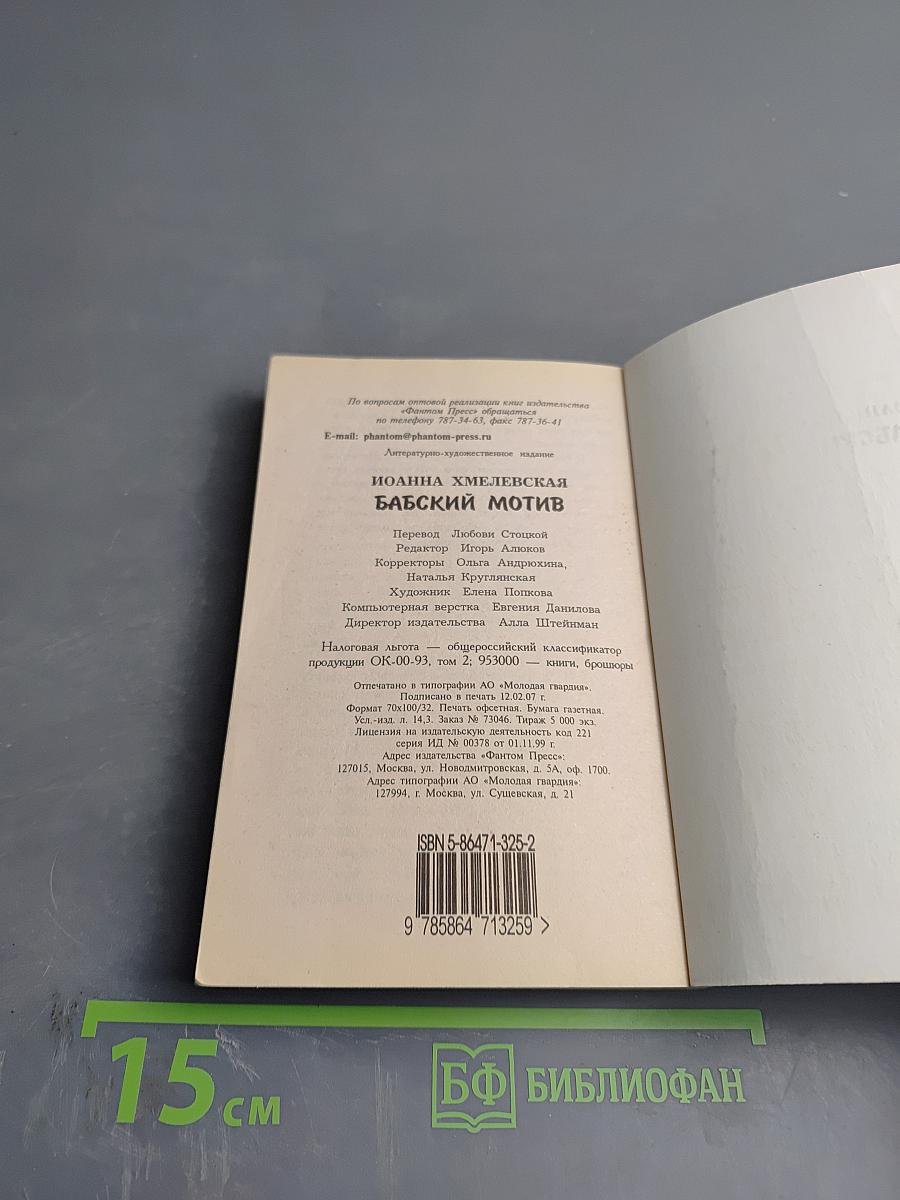 По вопросам оптовой реализации книг издательства
«Фантом Пресс» обращаться
по телефону 787-34-63, факс 787-36-41
E-mail: phantom@phantom-press.ru
Литературно-художественное издание
ИОАННА ХМЕЛЕВСКАЯ
БАБСКИЙ МОТИВ
Перевод Любови Стоцкой
Редактор Игорь Алюков
Корректоры Ольга Андрюхина,
Наталья Круглянская
Художник Елена Попкова
Компьютерная верстка Евгения Данилова
Директор издательства Алла Штейнман
Налоговая льгота — общероссийский классификатор
продукции ОК-00-93, том 2; 953000 — книги, брошюры
Отпечатано в типографии АО «Молодая гвардия».
Подписано в печать 12.02.07 г.
Формат 70х100/32. Печать офсетная. Бумага газетная.
Усл.-изд. л. 14,3. Заказ № 73046. Тираж 5 000 экз.
Лицензия на издательскую деятельность код 221
серия ИД № 00378 от 01.11.99 г.
Адрес издательства «Фантом Пресс»:
127015, Москва, ул. Новодмитровская, д. 5А, оф. 1700.
Адрес типографии АО «Молодая гвардия»:
127994, г. Москва, ул. Сущевская, д. 21
ISBN 5-86471-325-2
9 785864 713259 >
15 см
БФ БИБЛИОФАН